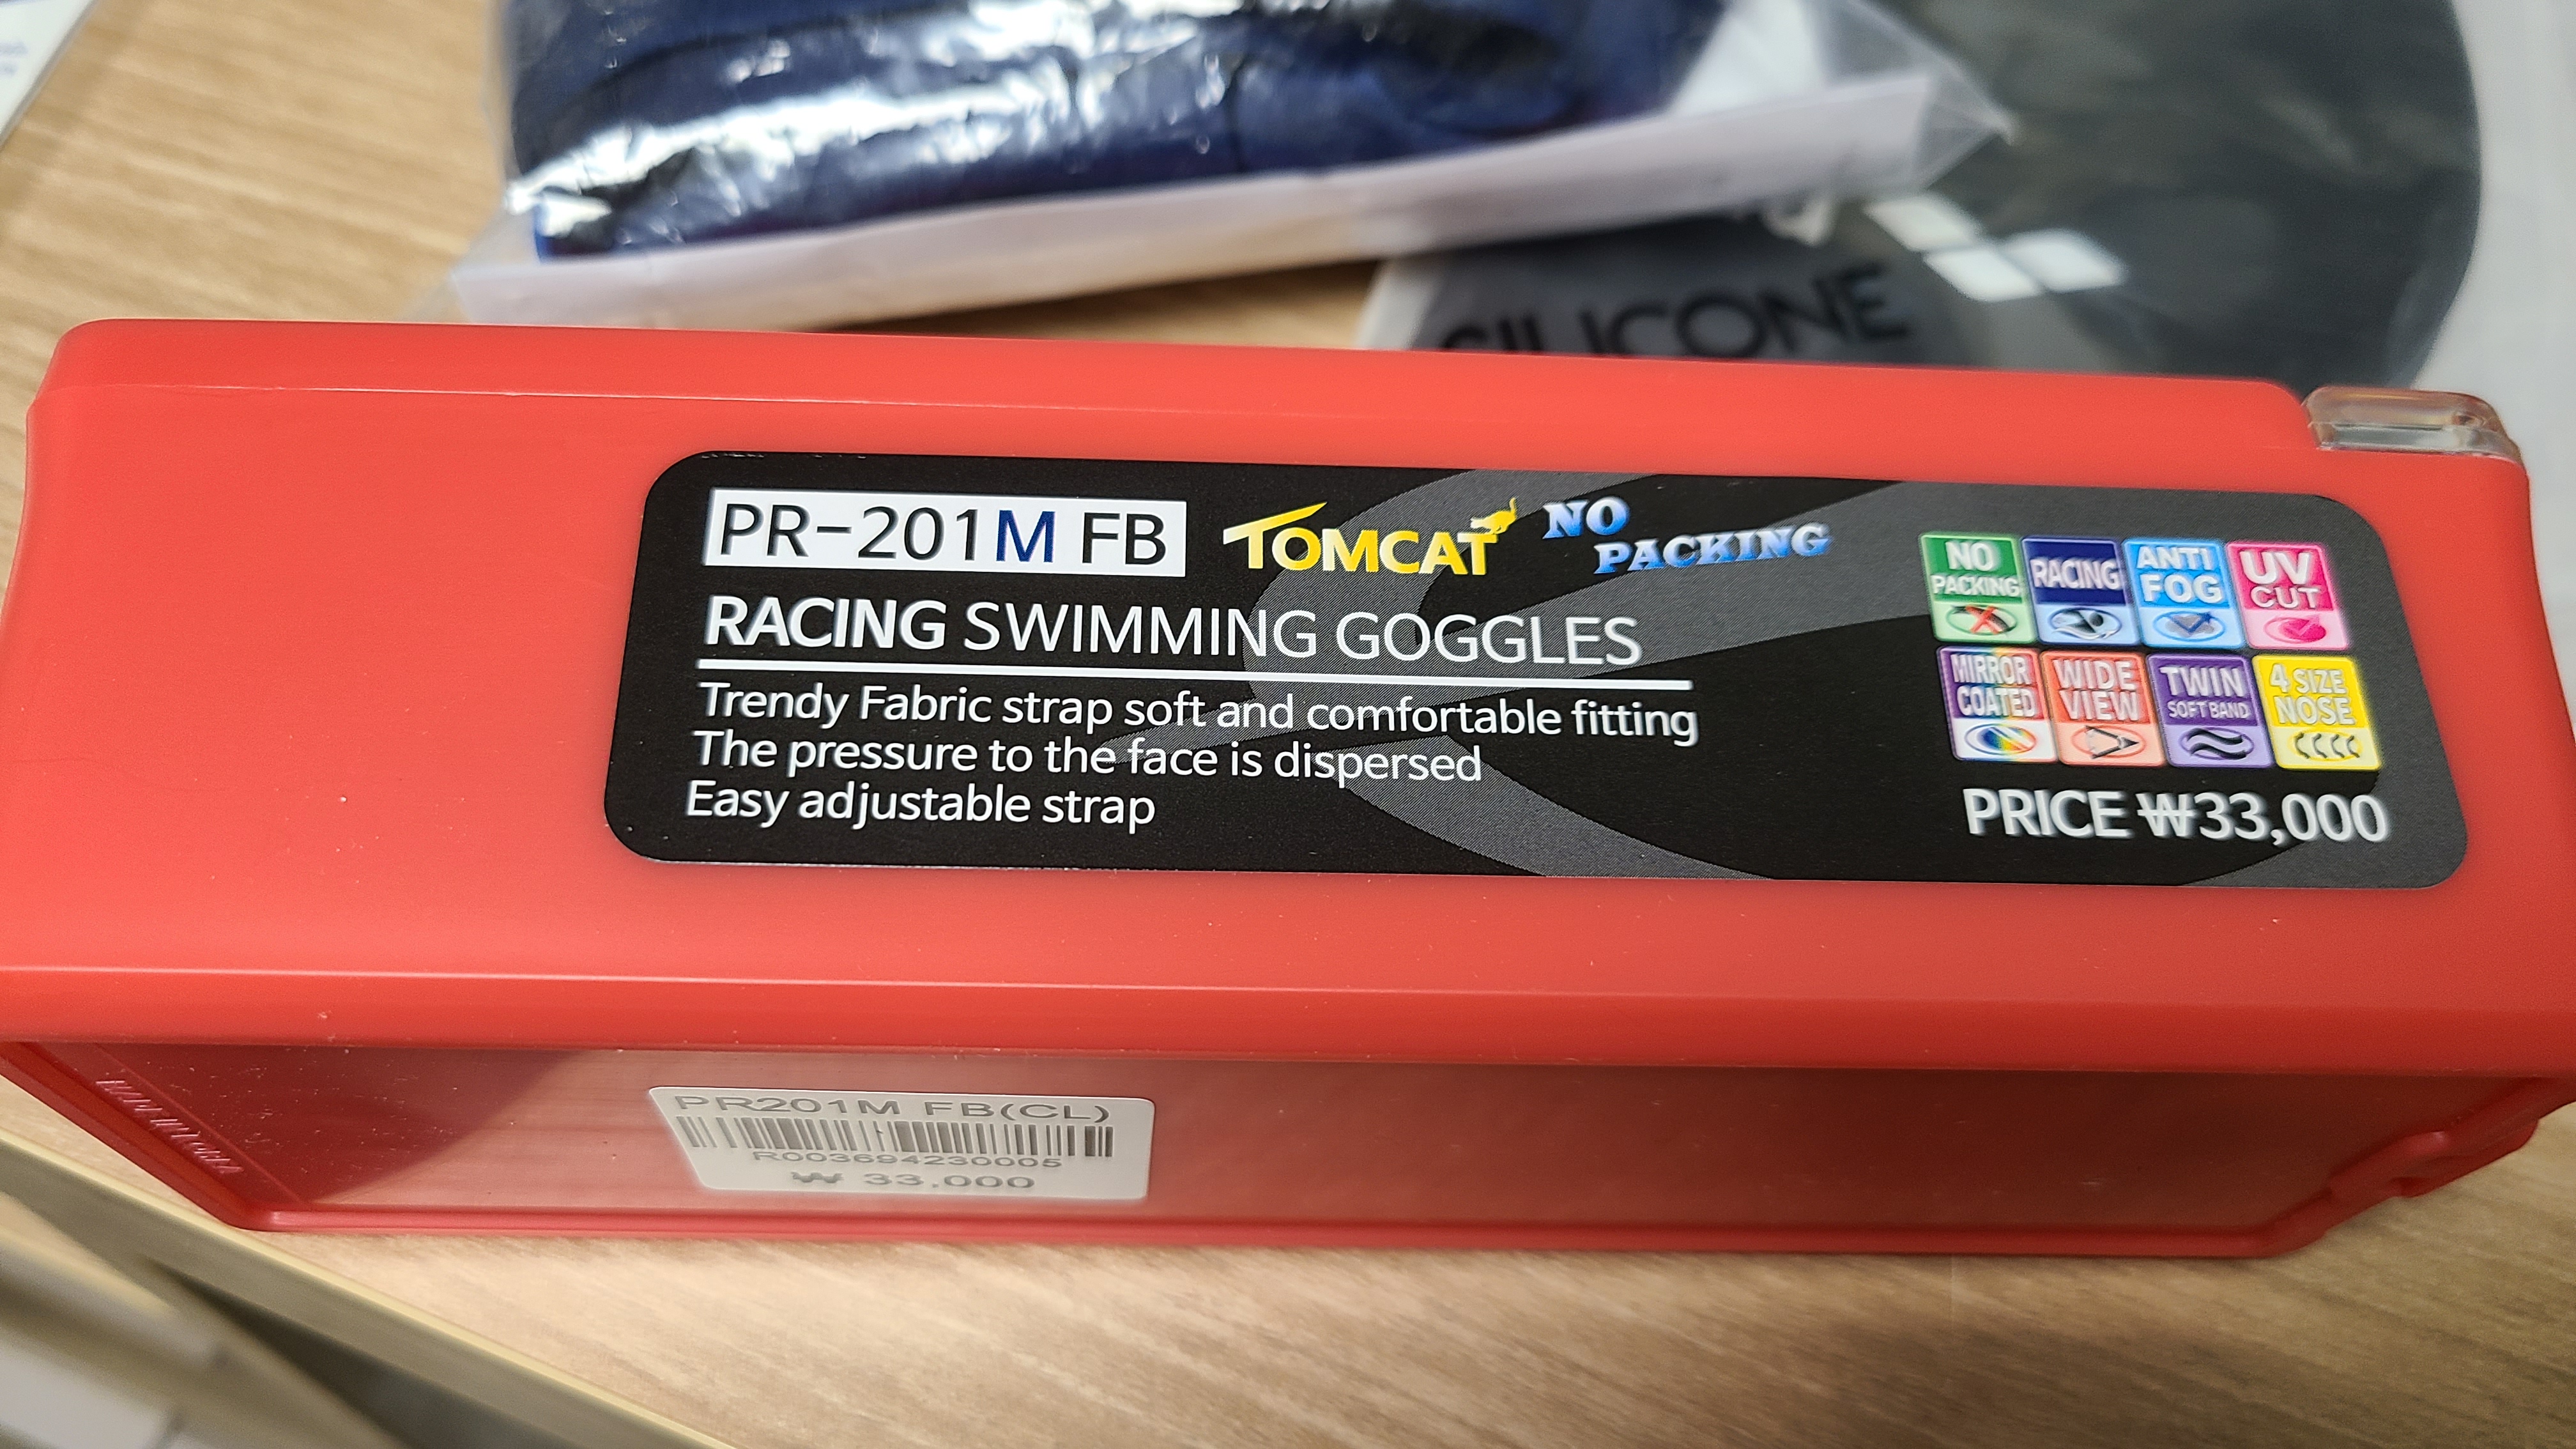 SILICONE
PR-201M FB TOMCAT NO PACKING
RACING SWIMMING GOGGLES
Trendy Fabric strap soft and comfortable fitting
The pressure to the face is dispersed
Easy adjustable strap
NO PACKING
RACING
ANTI FOG
UV CUT
MIRROR COATED
WIDE VIEW
TWIN SOFT BAND
4 SIZE NOSE
PRICE ₩33,000
PR201M FB(CL)
R003694230005
₩ 33,000